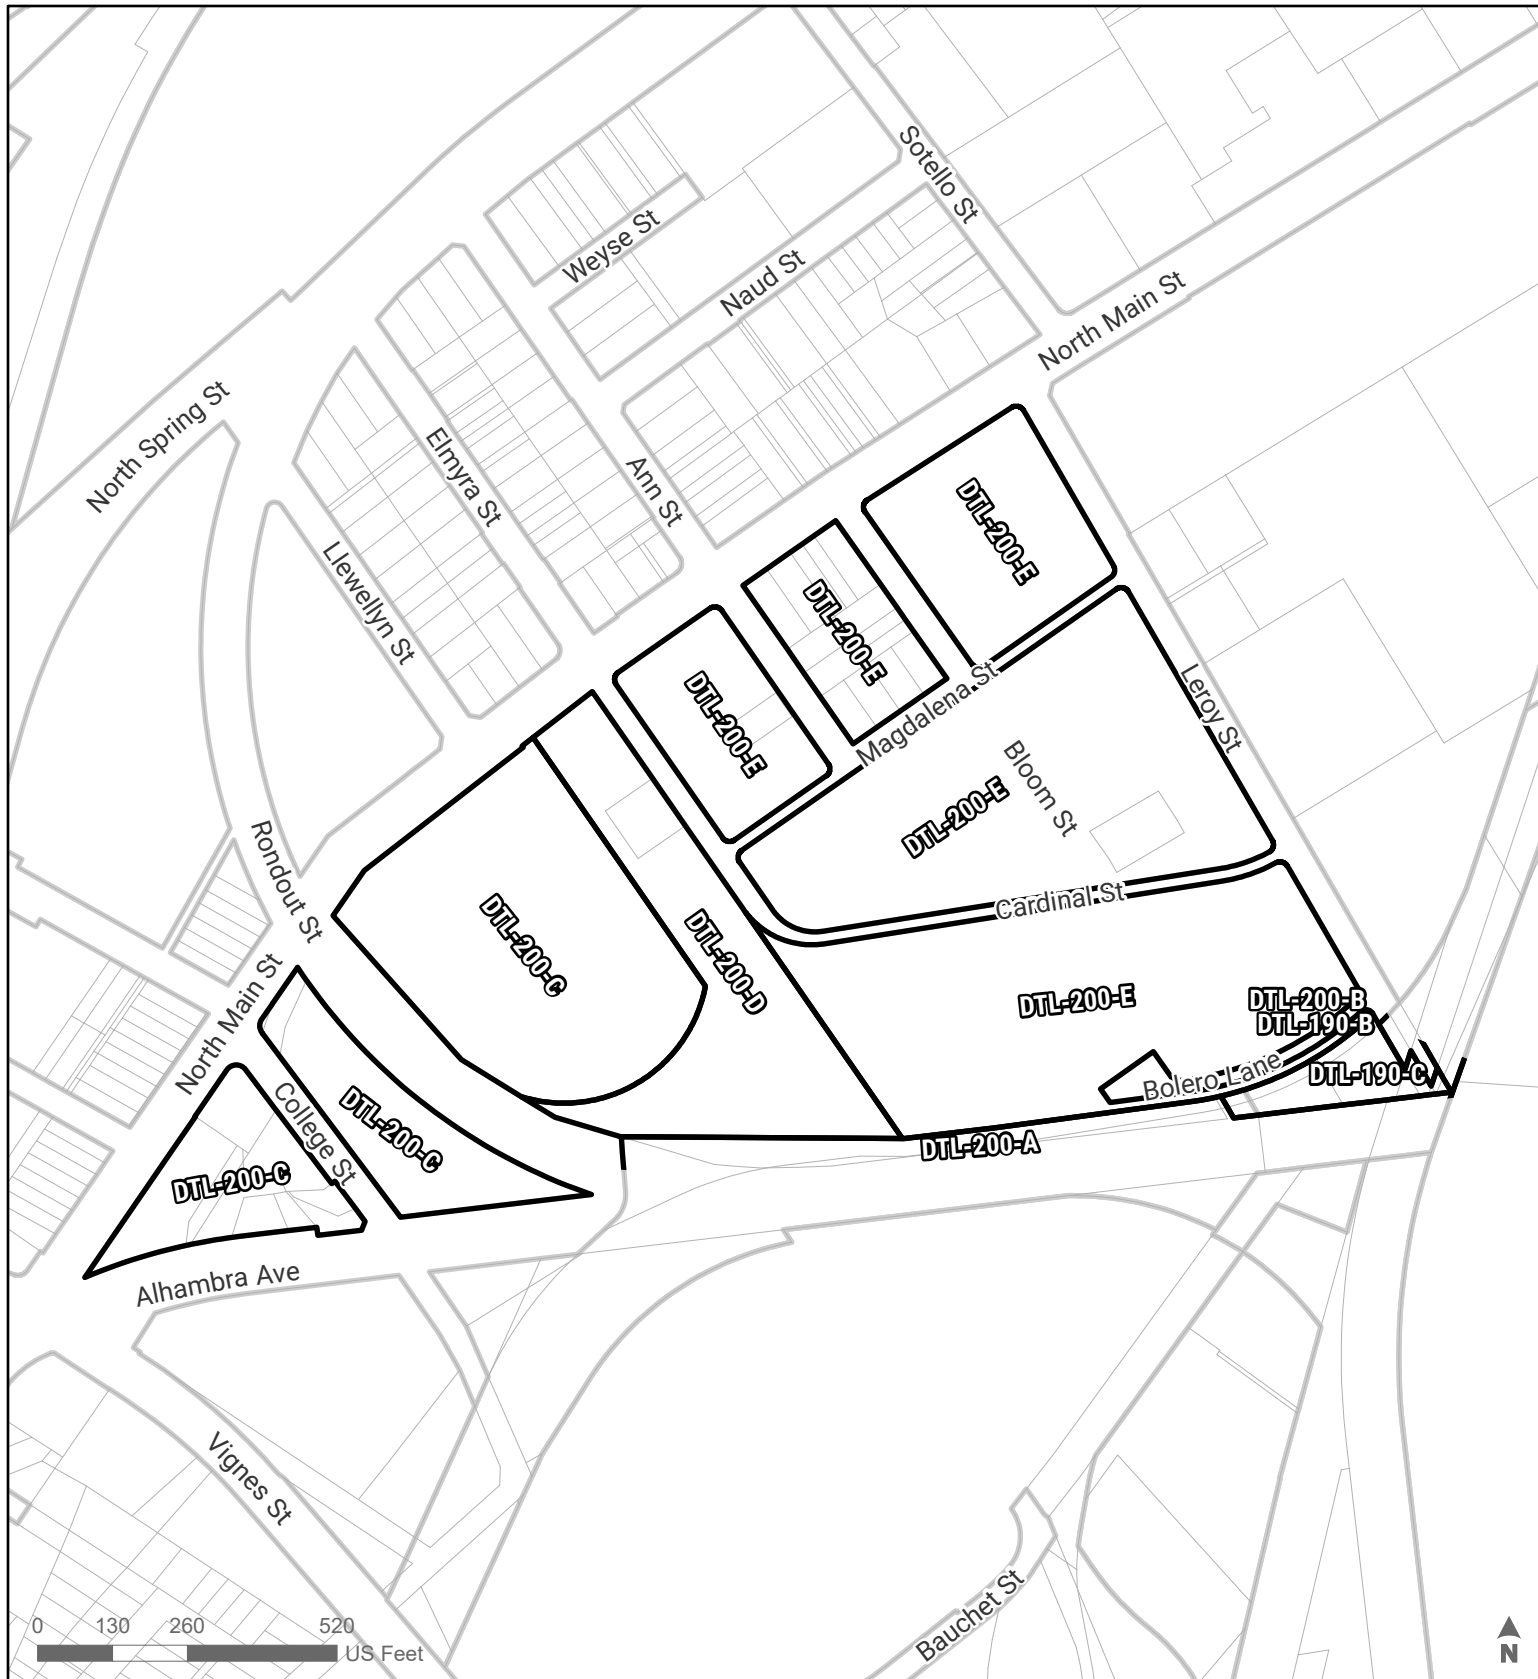 Sotello St
Weyse St
Naud St
North Main St
North Spring St
Elmyra St
Ann St
DTL-200-E
Llewellyn St
DTL-200-E
DTL-200-E
Magdalena St
Leroy St
Bloom St
DTL-200-E
Rondout St
Cardinal St
DTL-200-C
DTL-200-D
North Main St
DTL-200-E
DTL-200-B
DTL-190-B
Bolero Lane
DTL-190-C
College St
DTL-200-C
DTL-200-A
DTL-200-C
Alhambra Ave
Vignes St
Bauchet St
0 130 260 520
US Feet
N